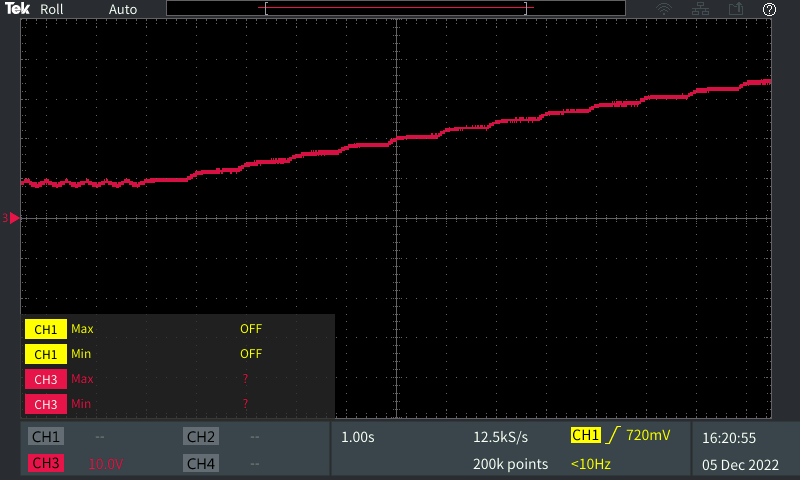 Tek Roll Auto
3
CH1 Max OFF
CH1 Min OFF
CH3 Max ?
CH3 Min ?
CH1 -- CH2 -- 1.00s 12.5kS/s CH1 720mV 16:20:55
CH3 10.0V CH4 -- 200k points <10Hz 05 Dec 2022